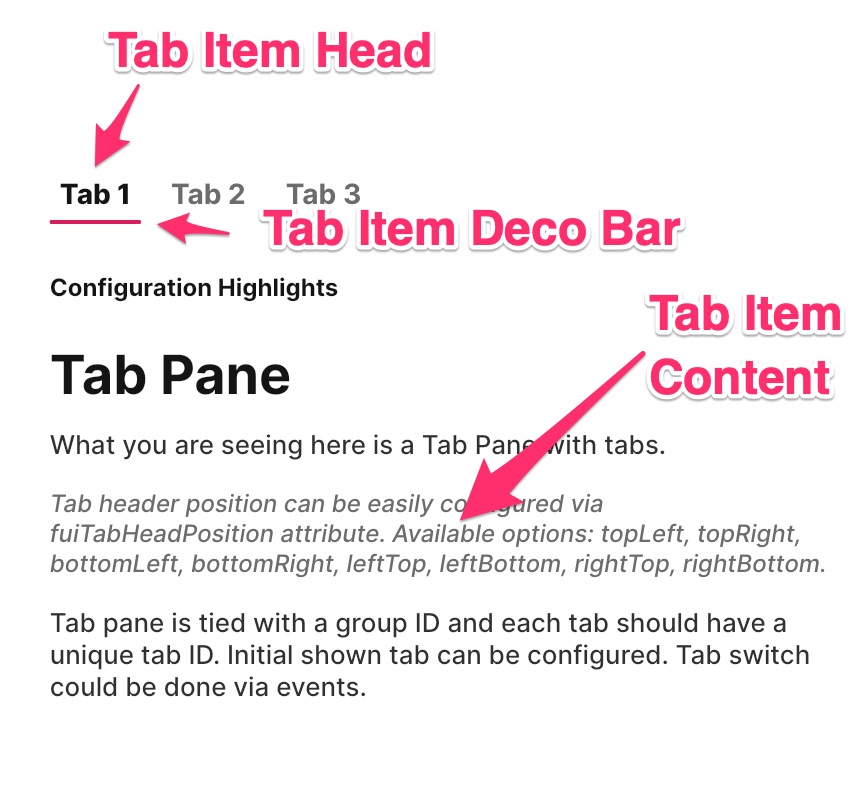 Tab Item Head
Tab 1 Tab 2 Tab 3
Tab Item Deco Bar
Configuration Highlights
Tab Item
Content
Tab Pane
What you are seeing here is a Tab Pane with tabs.
Tab header position can be easily configured via
fuiTabHeadPosition attribute. Available options: topLeft, topRight,
bottomLeft, bottomRight, leftTop, leftBottom, rightTop, rightBottom.
Tab pane is tied with a group ID and each tab should have a
unique tab ID. Initial shown tab can be configured. Tab switch
could be done via events.